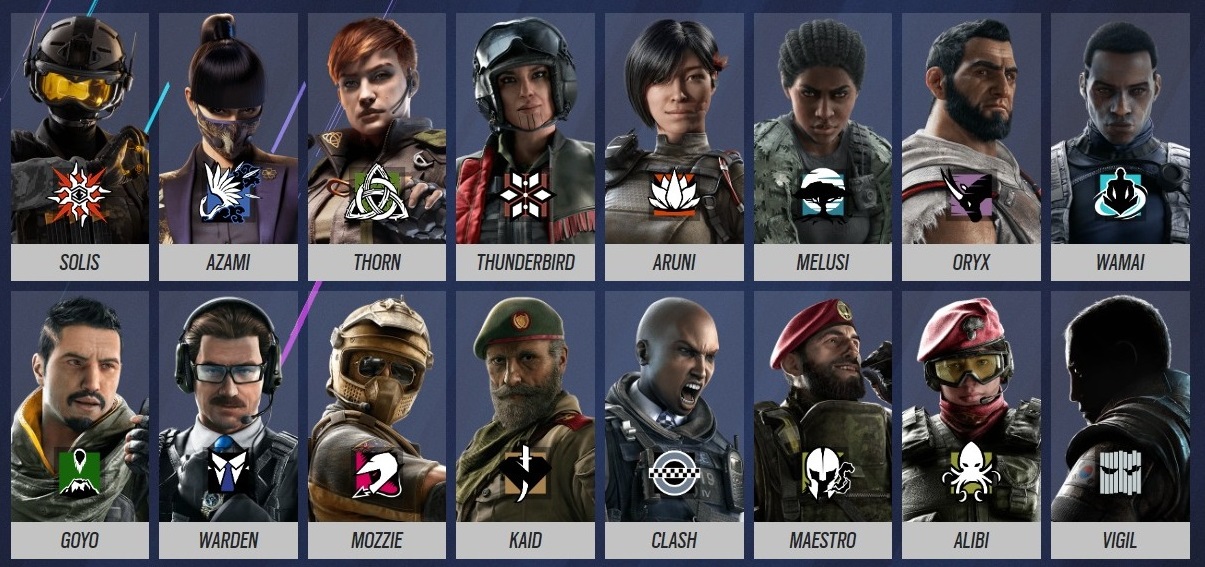 SOLIS
AZAMI
THORN
THUNDERBIRD
ARUNI
MELUSI
ORYX
WAMAI
GOYO
WARDEN
MOZZIE
KAID
CLASH
MAESTRO
ALIBI
VIGIL